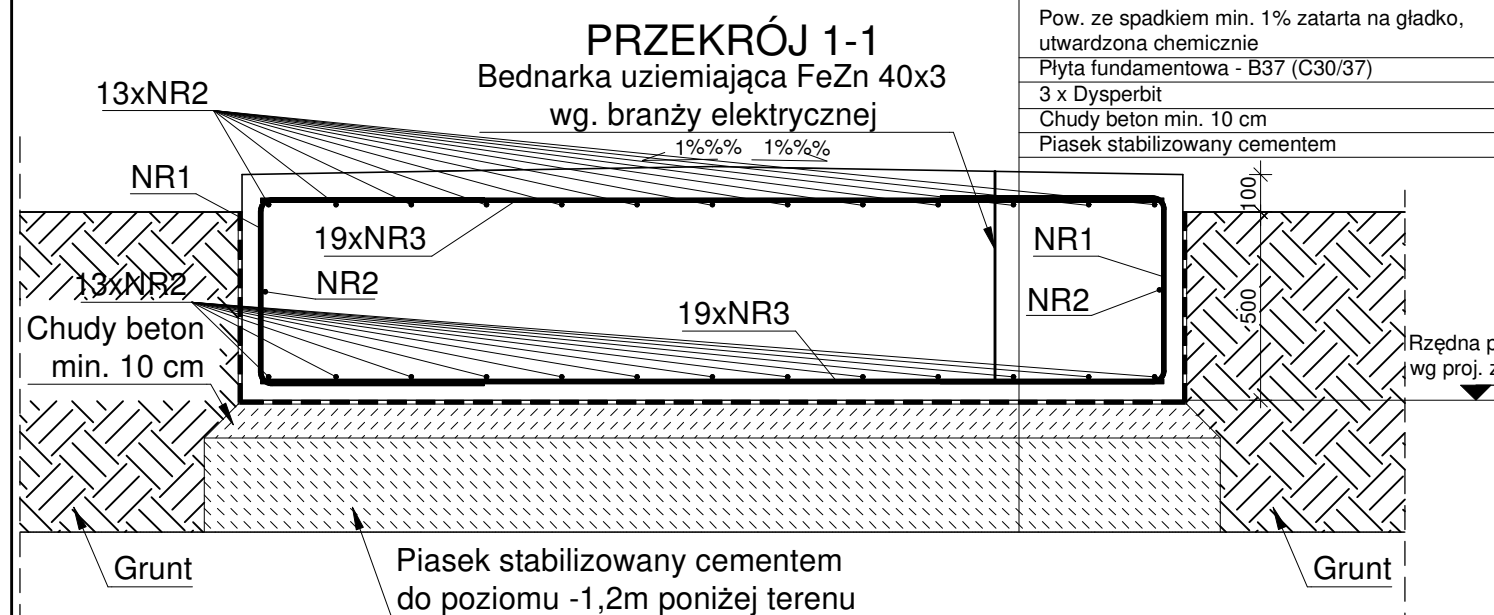 Pow. ze spadkiem min. 1% zatarta na gładko,
utwardzona chemicznie
Płyta fundamentowa - B37 (C30/37)
3 x Dysperbit
Chudy beton min. 10 cm
Piasek stabilizowany cementem
PRZEKRÓJ 1-1
Bednarka uziemiająca FeZn 40x3
wg. branży elektrycznej
1%%% 1%%%
13xNR2
NR1
19xNR3
NR2
13xNR2
19xNR3
NR1
NR2
100
500
Chudy beton
min. 10 cm
Rzędna p
wg proj. z
Grunt
Piasek stabilizowany cementem
do poziomu -1,2m poniżej terenu
Grunt